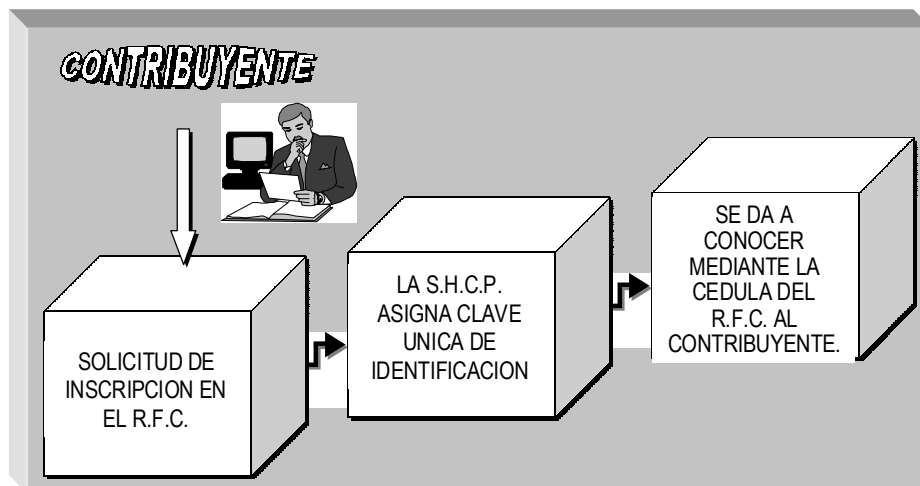 CONTRIBUYENTE
SOLICITUD DE
INSCRIPCION EN
EL R.F.C.
LA S.H.C.P.
ASIGNA CLAVE
UNICA DE
IDENTIFICACION
SE DA A
CONOCER
MEDIANTE LA
CEDULA DEL
R.F.C. AL
CONTRIBUYENTE.